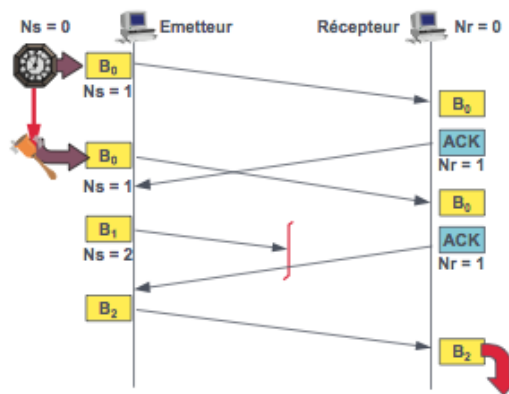 Ns = 0
Emetteur
Récepteur
Nr = 0
B₀
Ns = 1
B₀
ACK
Nr = 1
B₀
Ns = 1
B₀
B₁
Ns = 2
ACK
Nr = 1
B₂
B₂